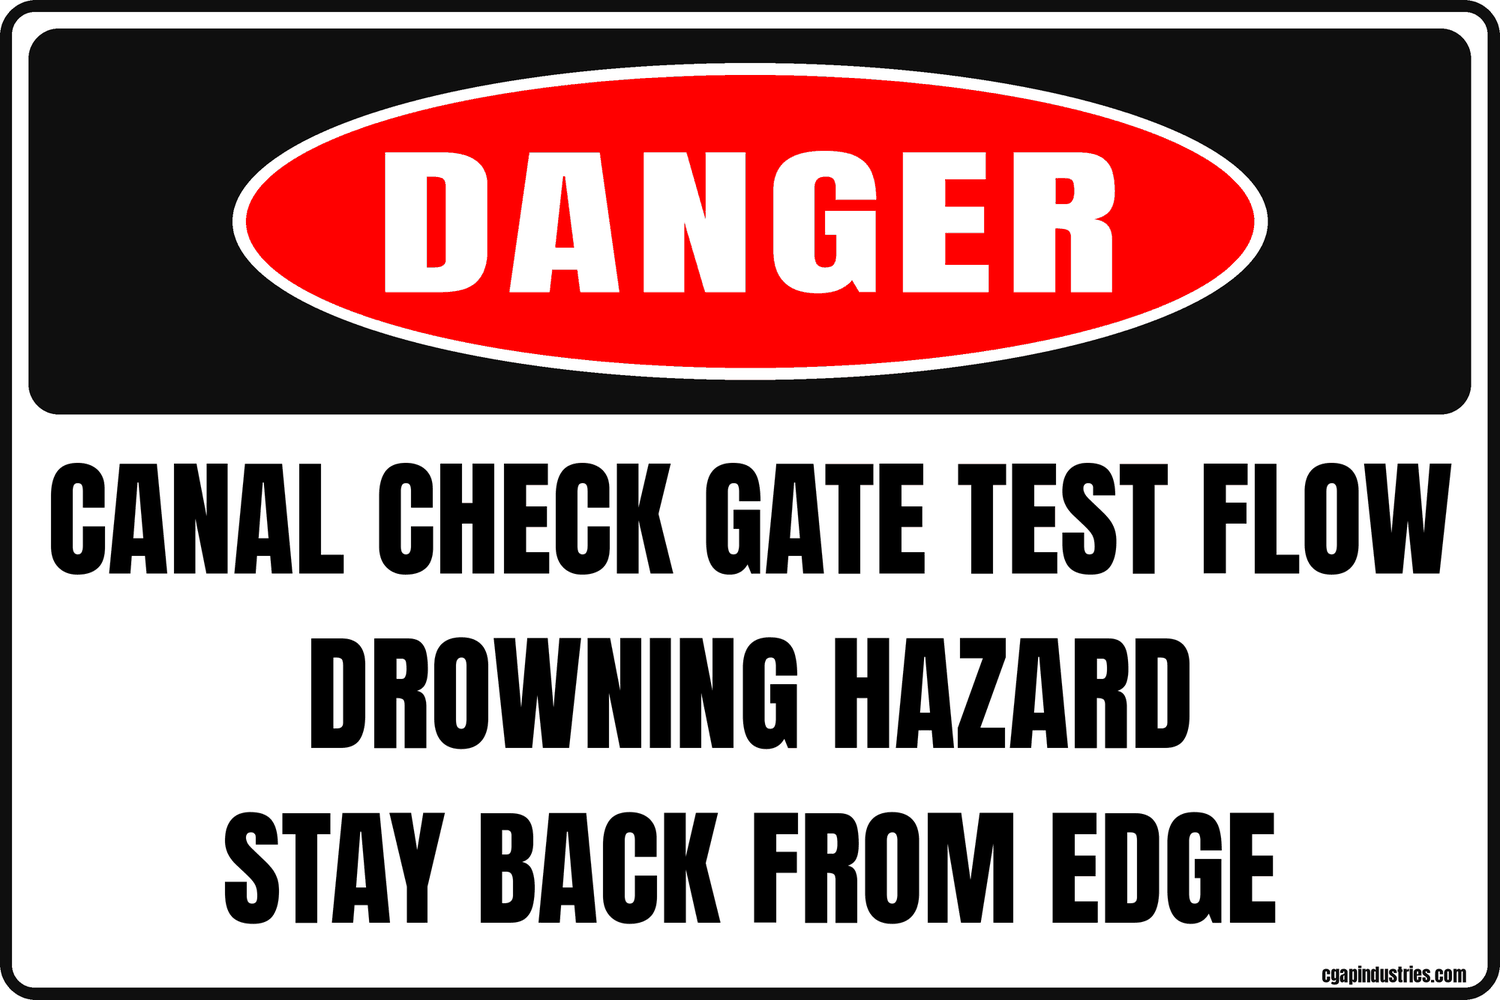 DANGER
CANAL CHECK GATE TEST FLOW
DROWNING HAZARD
STAY BACK FROM EDGE
cgapindustries.com